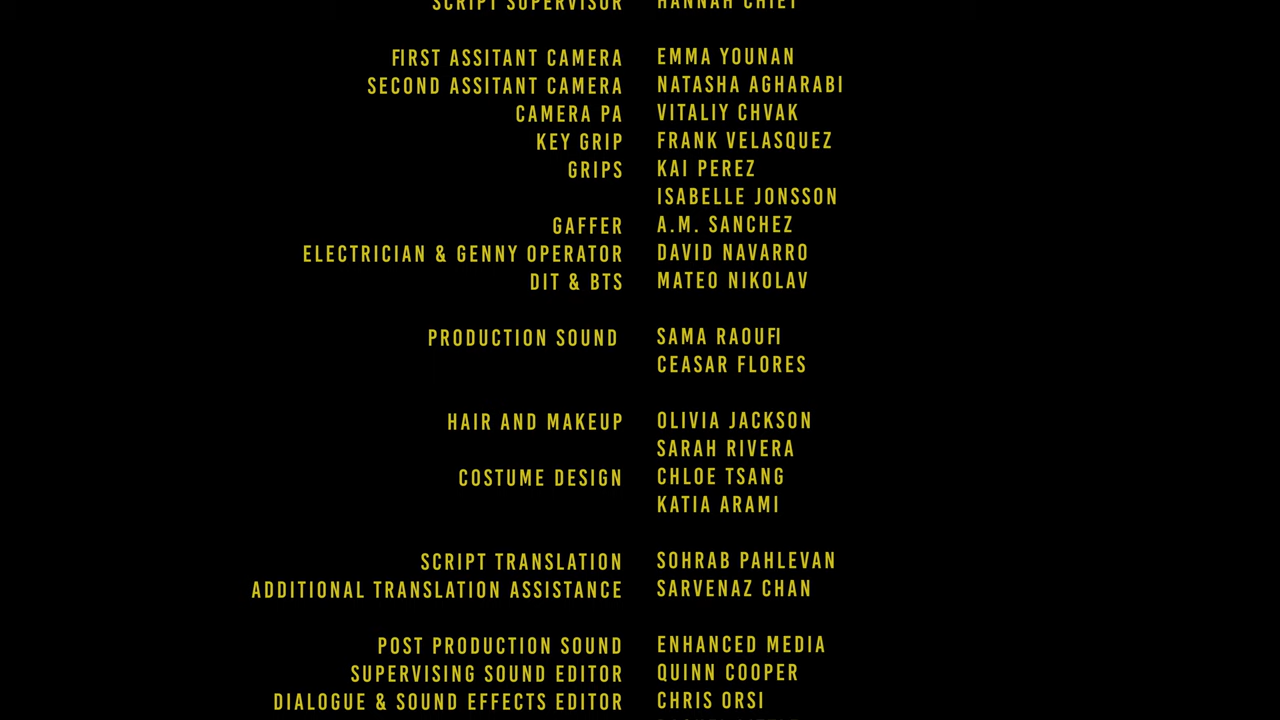 SCRIPT SUPERVISOR HANNAH
FIRST ASSITANT CAMERA EMMA YOUNAN
SECOND ASSITANT CAMERA NATASHA AGHARABI
CAMERA PA VITALIY CHVAK
KEY GRIP FRANK VELASQUEZ
GRIPS KAI PEREZ
ISABELLE JONSSON
GAFFER A.M. SANCHEZ
ELECTRICIAN & GENNY OPERATOR DAVID NAVARRO
DIT & BTS MATEO NIKOLAV
PRODUCTION SOUND SAMA RAOUFI
CEASAR FLORES
HAIR AND MAKEUP OLIVIA JACKSON
SARAH RIVERA
COSTUME DESIGN CHLOE TSANG
KATIA ARAMI
SCRIPT TRANSLATION SOHRAB PAHLEVAN
ADDITIONAL TRANSLATION ASSISTANCE SARVENAZ CHAN
POST PRODUCTION SOUND ENHANCED MEDIA
SUPERVISING SOUND EDITOR QUINN COOPER
DIALOGUE & SOUND EFFECTS EDITOR CHRIS ORSI